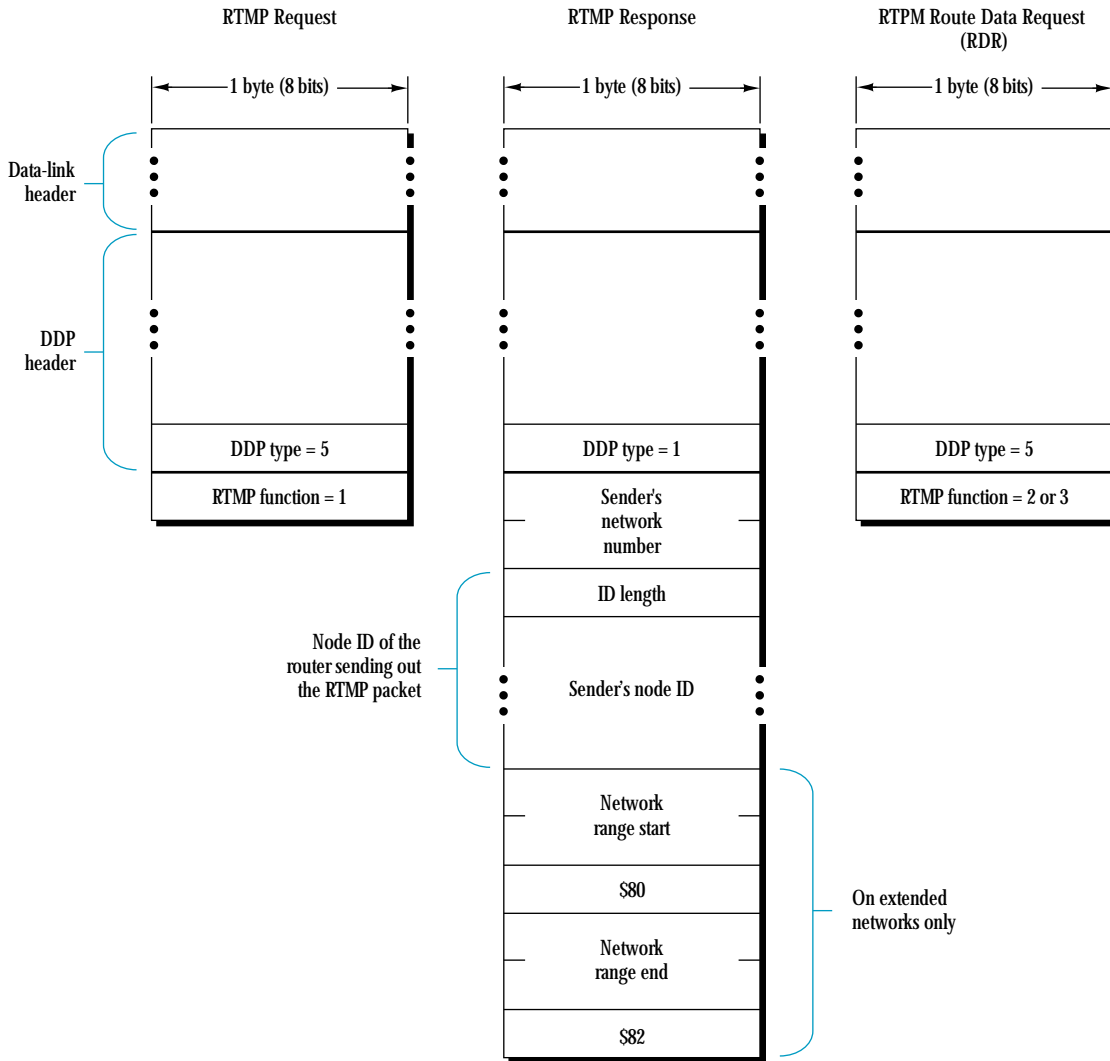 RTMP Request
RTMP Response
RTPM Route Data Request
(RDR)
1 byte (8 bits)
1 byte (8 bits)
1 byte (8 bits)
Data-link
header
DDP
header
DDP type = 5
DDP type = 1
DDP type = 5
RTMP function = 1
Sender's
network
number
RTMP function = 2 or 3
ID length
Node ID of the
router sending out
the RTMP packet
Sender's node ID
Network
range start
$80
On extended
networks only
Network
range end
$82